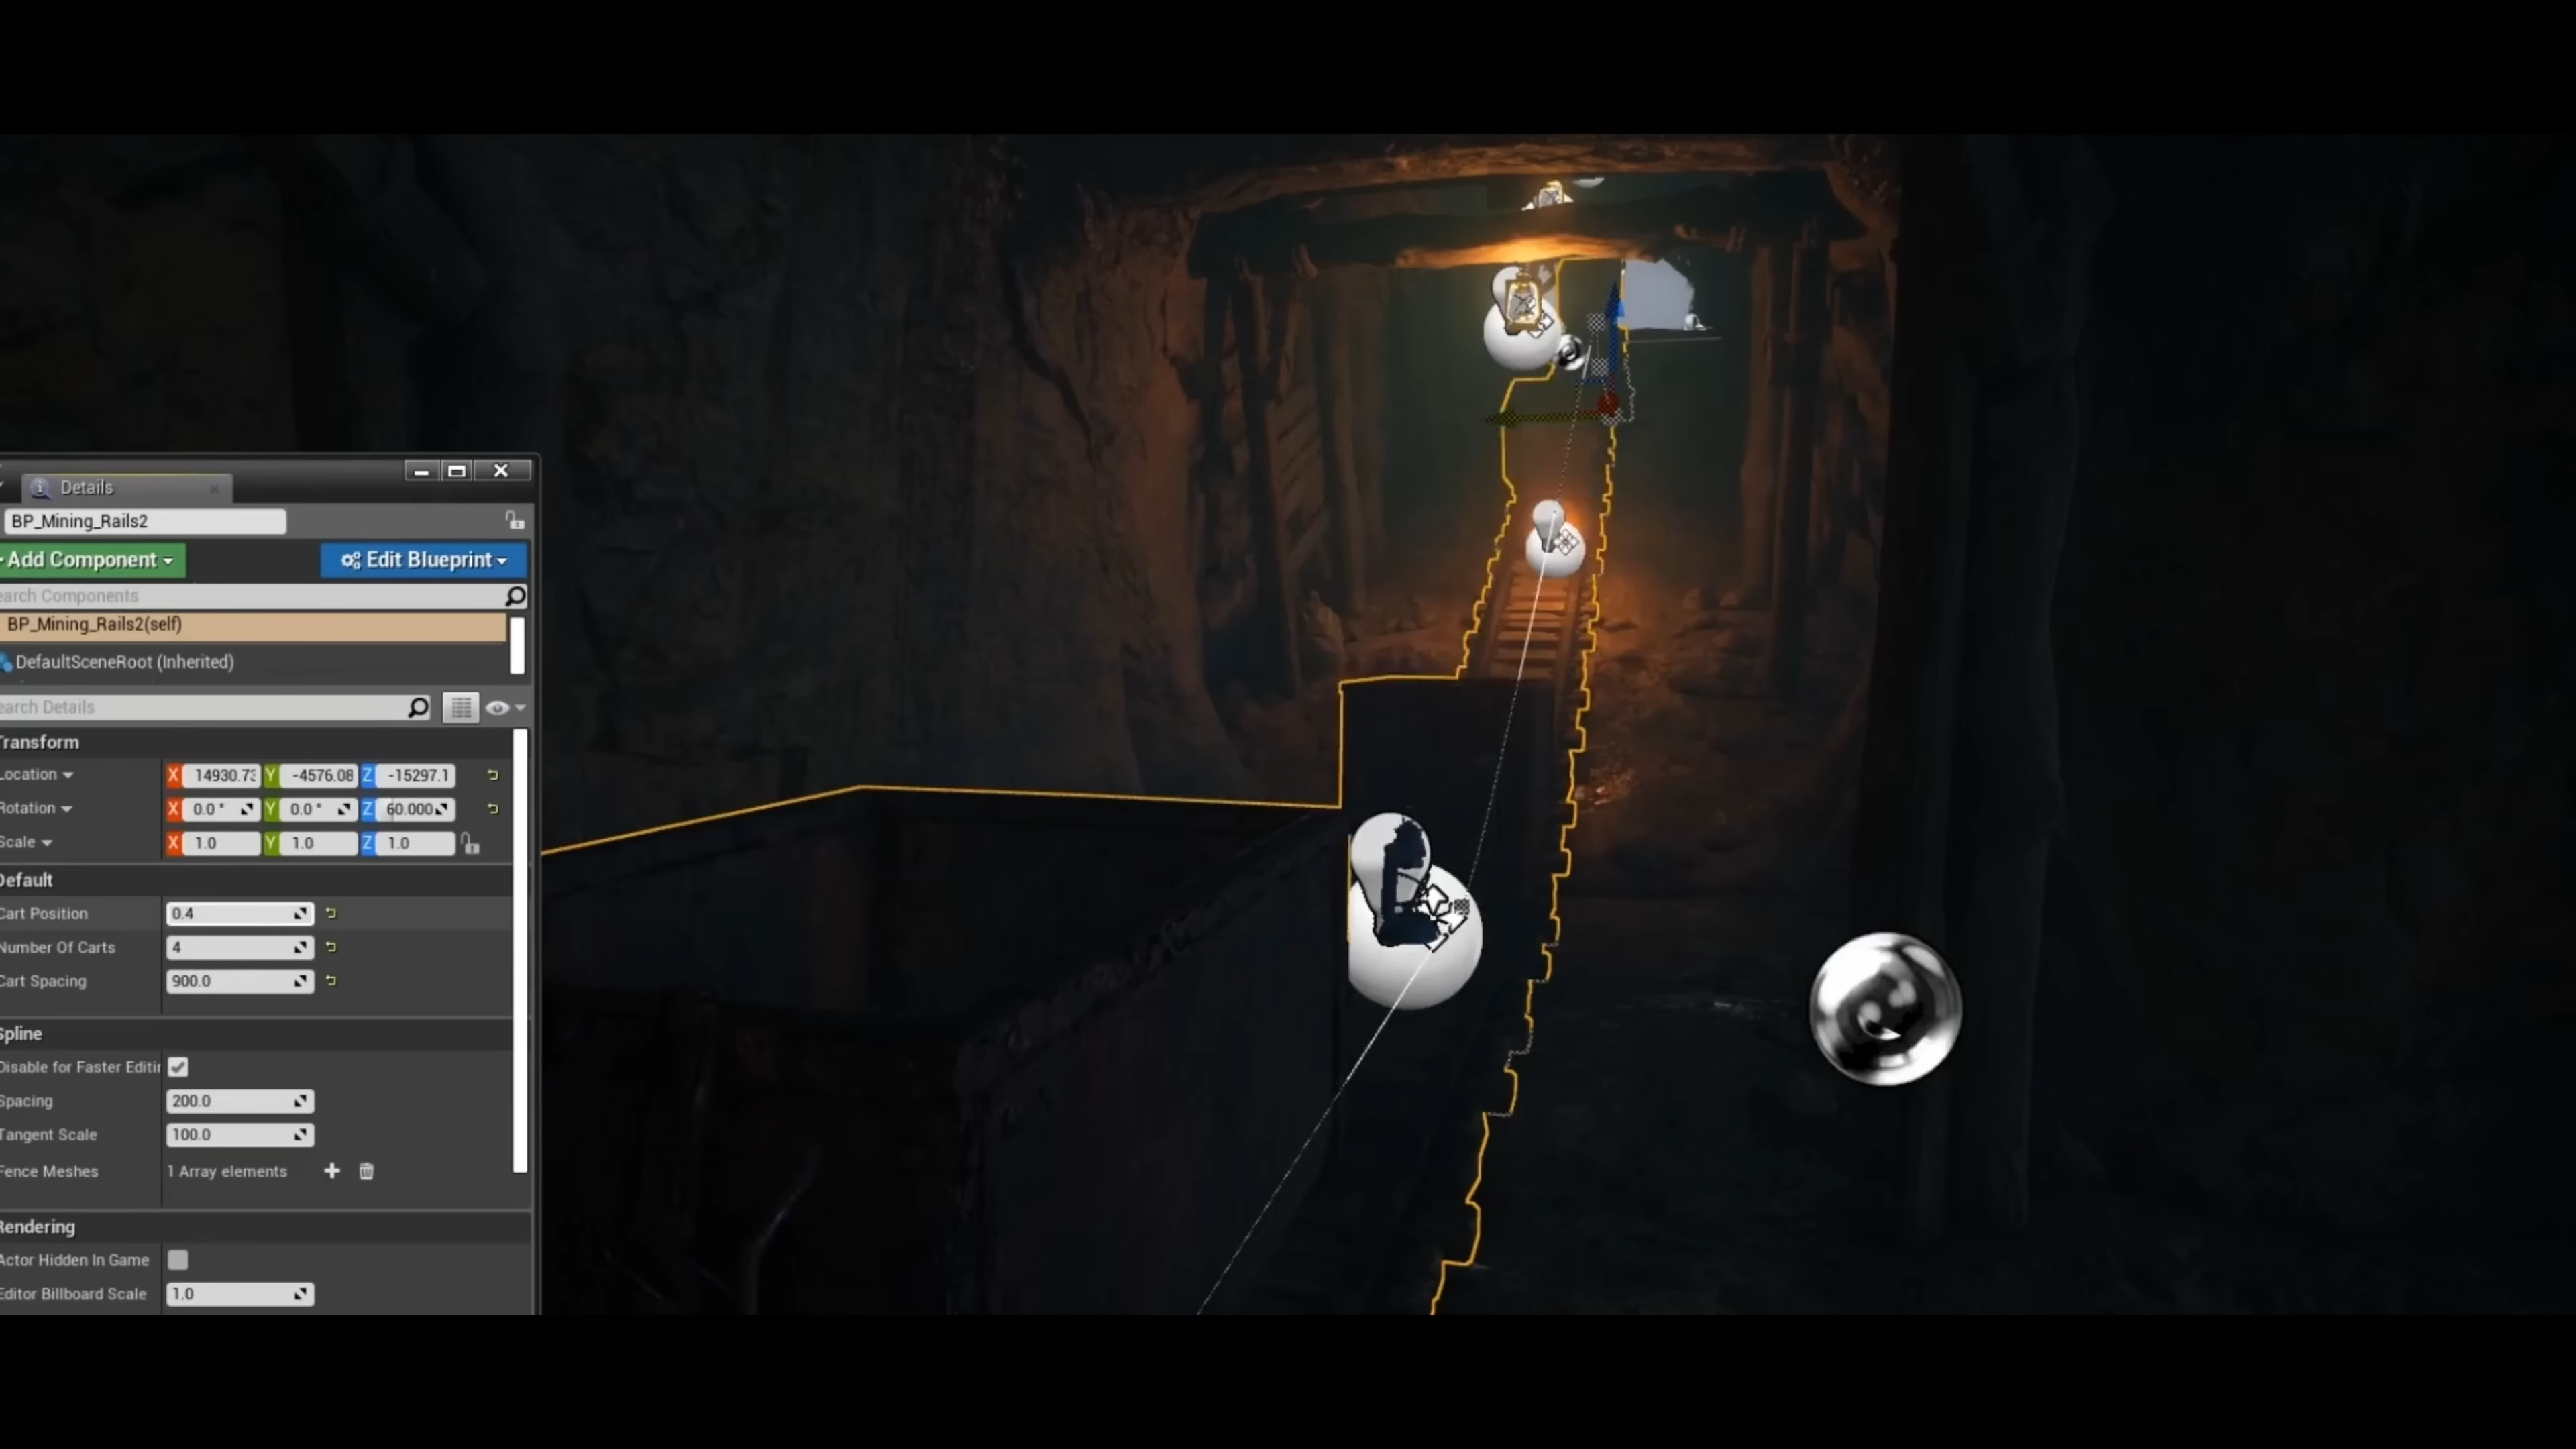 Details
BP_Mining_Rails2
Add Component
Edit Blueprint
earch Components
BP_Mining_Rails2(self)
DefaultSceneRoot (Inherited)
earch Details
Transform
Location X 14930.73 Y -4576.08 Z -15297.1
Rotation X 0.0 ° Y 0.0 ° Z 60.000
Scale X 1.0 Y 1.0 Z 1.0
Default
Cart Position 0.4
Number Of Carts 4
Cart Spacing 900.0
Spline
Disable for Faster Editin
Spacing 200.0
Tangent Scale 100.0
Fence Meshes 1 Array elements
Rendering
Actor Hidden In Game
Editor Billboard Scale 1.0